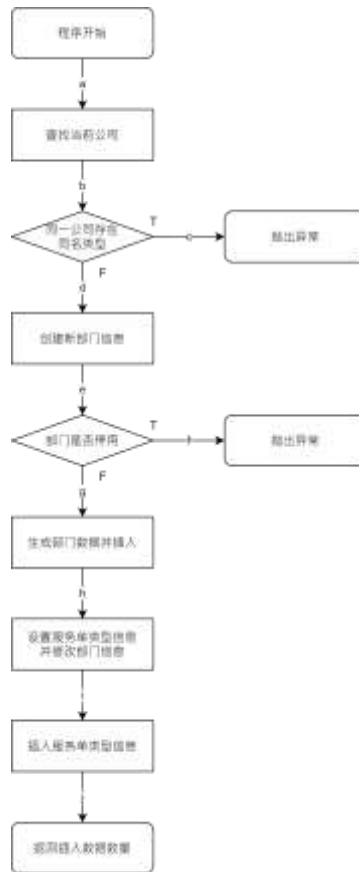 程序开始
a
查找当前公司
b
同一公司存在
同名类型
T
c
抛出异常
F
d
创建新部门信息
e
部门是否停用
T
f
抛出异常
F
g
生成部门数据并插入
h
设置服务单类型信息
并修改部门信息
i
插入服务单类型信息
j
返回插入数据数量